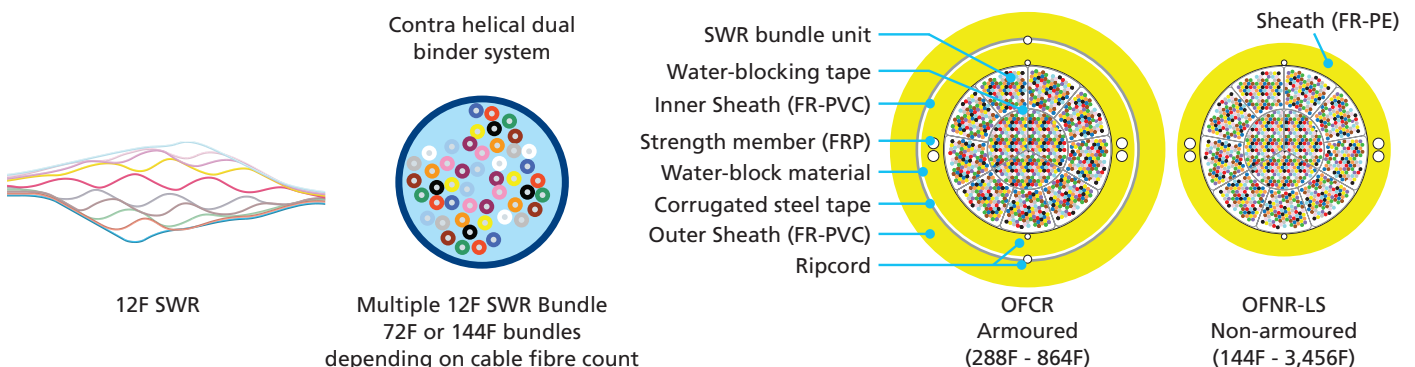 Contra helical dual
binder system
12F SWR
Multiple 12F SWR Bundle
72F or 144F bundles
depending on cable fibre count
SWR bundle unit
Water-blocking tape
Inner Sheath (FR-PVC)
Strength member (FRP)
Water-block material
Corrugated steel tape
Outer Sheath (FR-PVC)
Ripcord
OFCR
Armoured
(288F - 864F)
Sheath (FR-PE)
OFNR-LS
Non-armoured
(144F - 3,456F)